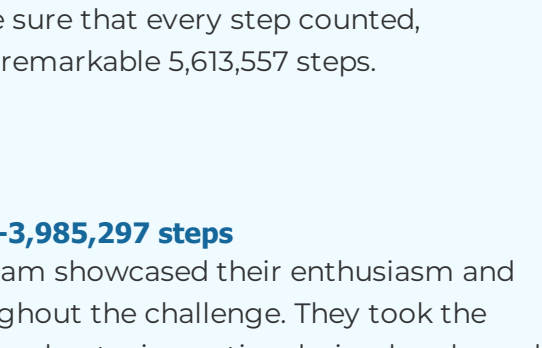 sure that every step counted,
remarkable 5,613,557 steps.
-3,985,297 steps
am showcased their enthusiasm and
ghout the challenge. They took the